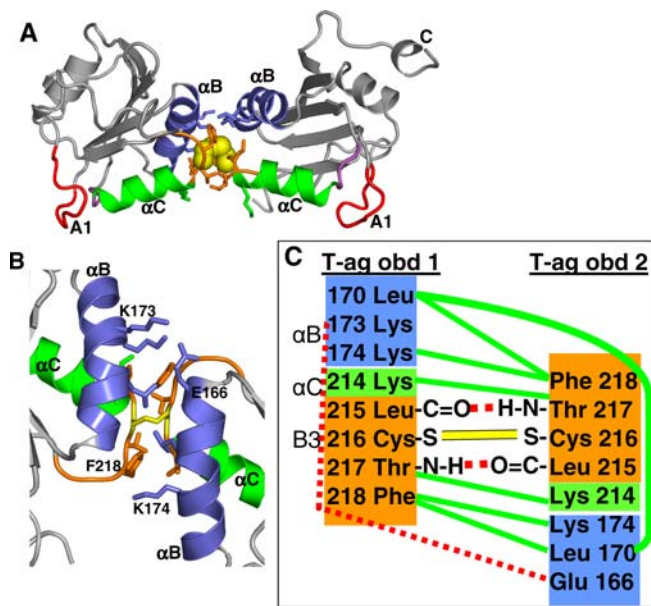 A
αB
αB
C
αC
αC
A1
A1
B
αB
K173
αC
E166
F218
αC
K174
αB
C
T-ag obd 1
T-ag obd 2
αB
αC
B3
170 Leu
173 Lys
174 Lys
214 Lys
215 Leu-C=O H-N-Thr 217
216 Cys-S S-Cys 216
217 Thr-N-H O=C-Leu 215
218 Phe
Phe 218
Lys 214
Lys 174
Leu 170
Glu 166